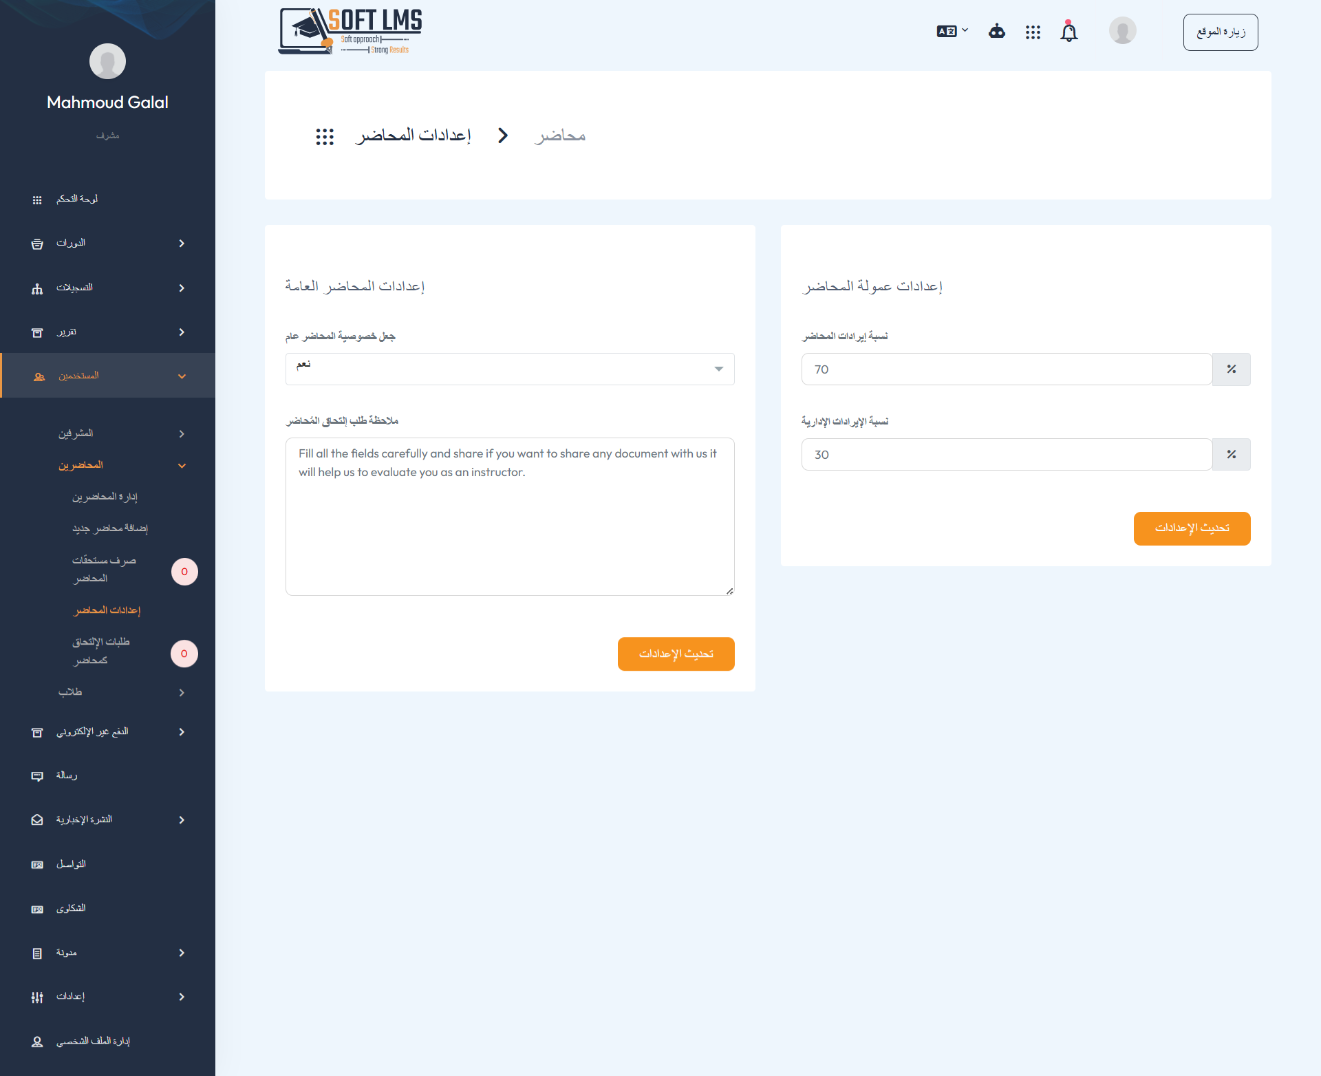 Mahmoud Galal
مشرف
لوحة التحكم
الدورات
التسجيلات
تقرير
المستخدمين
المشرفين
المحاضرين
إدارة المحاضرين
إضافة محاضر جديد
صرف مستحقات
المحاضر
0
إعدادات المحاضر
طلبات الإلتحاق
كمحاضر
0
طلاب
الدفع غير الإلكتروني
رسالة
النشرة الإخبارية
التواصل
الشكاوى
مدونة
إعدادات
إدارة الملف الشخصي
SOFT LMS
Soft approach
Strong Results
زيارة الموقع
إعدادات المحاضر
محاضر
إعدادات المحاضر العامة
جعل خصوصية المحاضر عام
نعم
ملاحظة طلب إلتحاق المُحاضر
Fill all the fields carefully and share if you want to share any document with us it
will help us to evaluate you as an instructor.
تحديث الإعدادات
إعدادات عمولة المحاضر
نسبة إيرادات المحاضر
70
%
نسبة الإيرادات الإدارية
30
%
تحديث الإعدادات